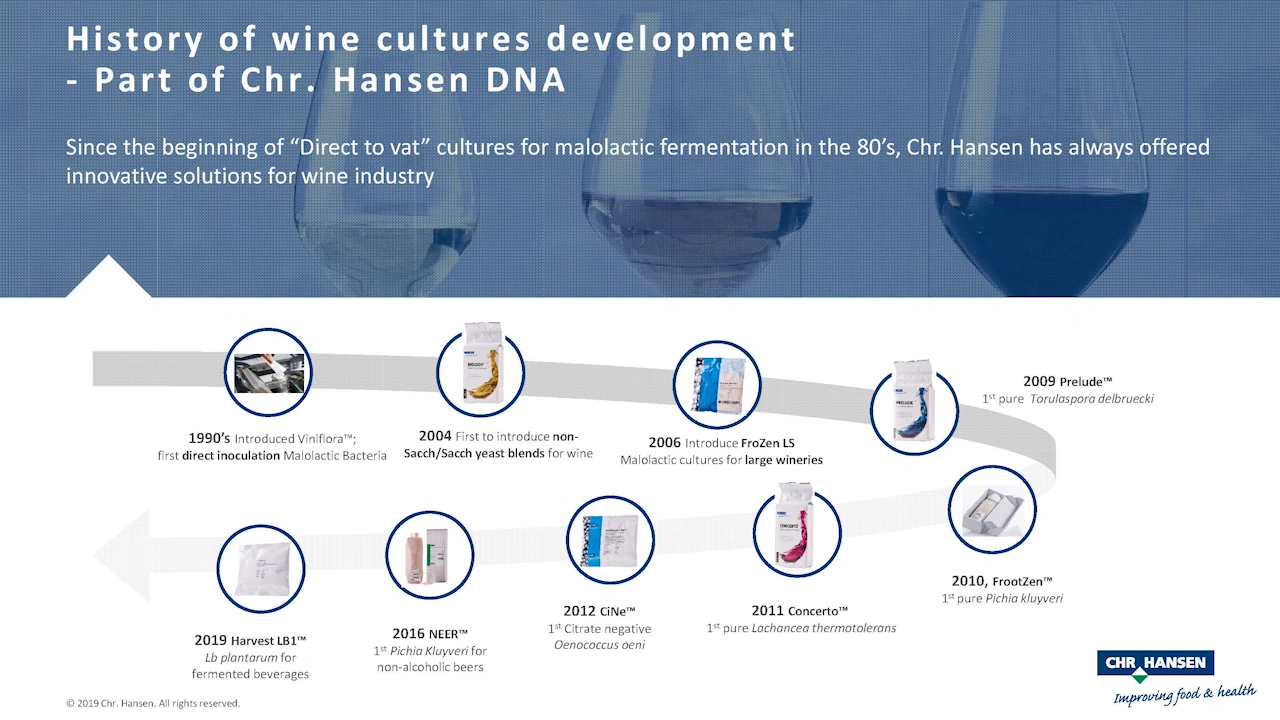 History of wine cultures development
- Part of Chr. Hansen DNA
Since the beginning of “Direct to vat” cultures for malolactic fermentation in the 80’s, Chr. Hansen has always offered
innovative solutions for wine industry
1990’s Introduced Viniflora™;
first direct inoculation Malolactic Bacteria
MELODY
2004 First to introduce non-
Sacch/Sacch yeast blends for wine
2006 Introduce FroZen LS
Malolactic cultures for large wineries
PRELUDE
2009 Prelude™
1st pure Torulaspora delbruecki
2010, FrootZen™
1st pure Pichia kluyveri
CONCERTO
2011 Concerto™
1st pure Lachancea thermotolerans
2012 CiNe™
1st Citrate negative
Oenococcus oeni
2016 NEER™
1st Pichia Kluyveri for
non-alcoholic beers
2019 Harvest LB1™
Lb plantarum for
fermented beverages
CHR HANSEN
Improving food & health
© 2019 Chr. Hansen. All rights reserved.